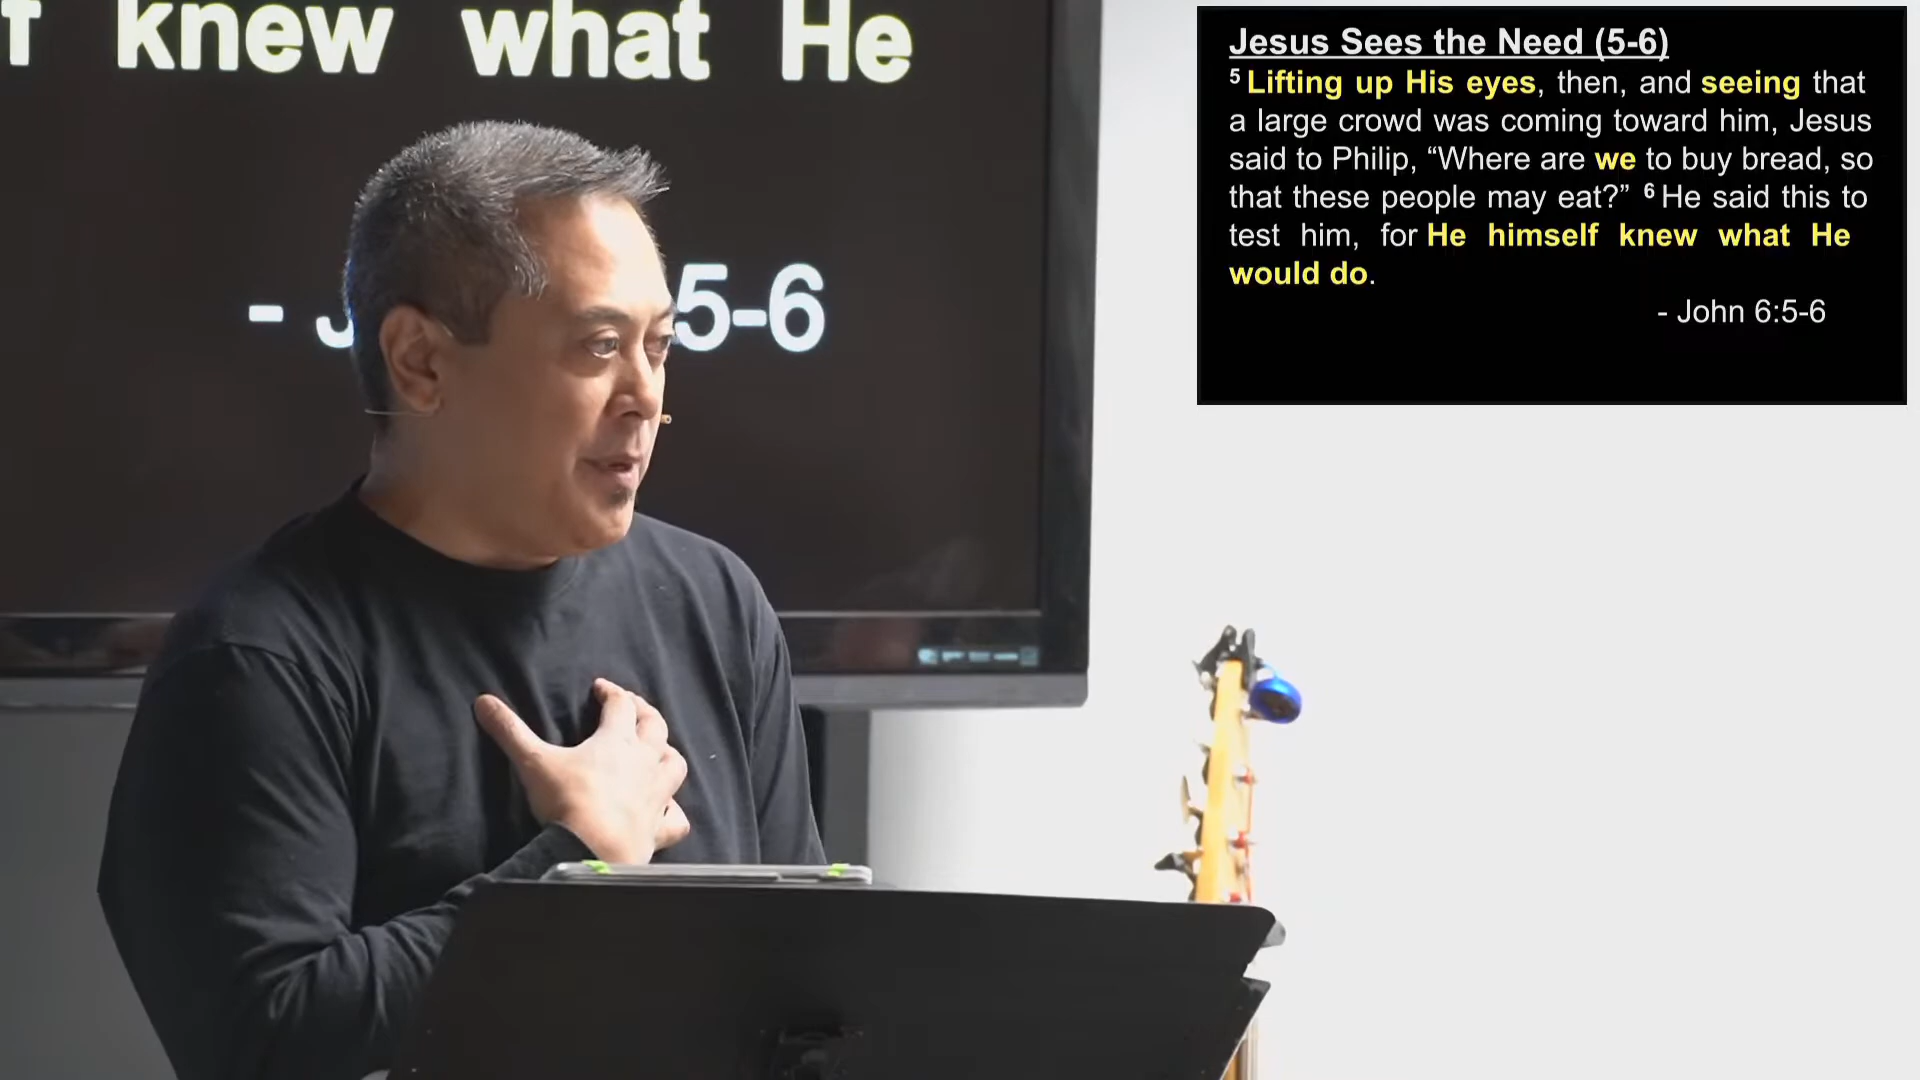 knew what He
5-6
Jesus Sees the Need (5-6)
5 Lifting up His eyes, then, and seeing that
a large crowd was coming toward him, Jesus
said to Philip, “Where are we to buy bread, so
that these people may eat?” 6 He said this to
test him, for He himself knew what He
would do.
- John 6:5-6